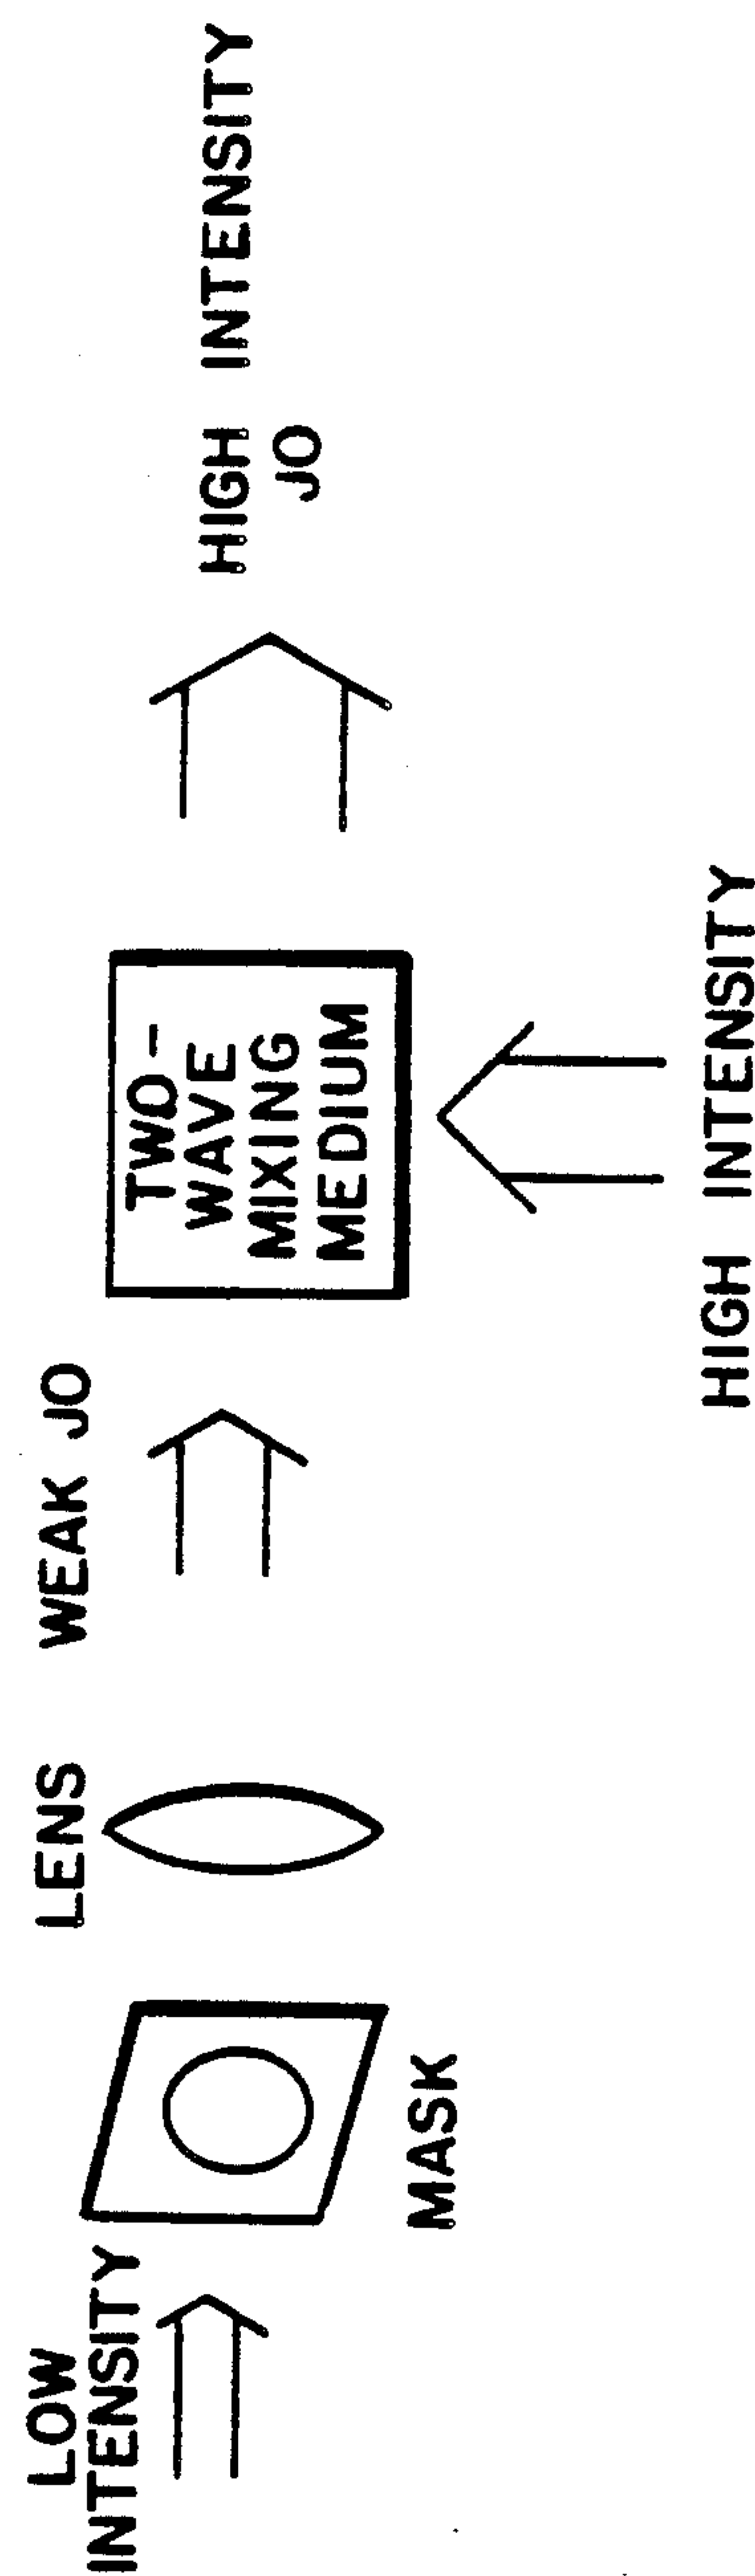 LOW
INTENSITY
MASK
LENS
WEAK JO
TWO-
WAVE
MIXING
MEDIUM
HIGH INTENSITY
HIGH INTENSITY
JO